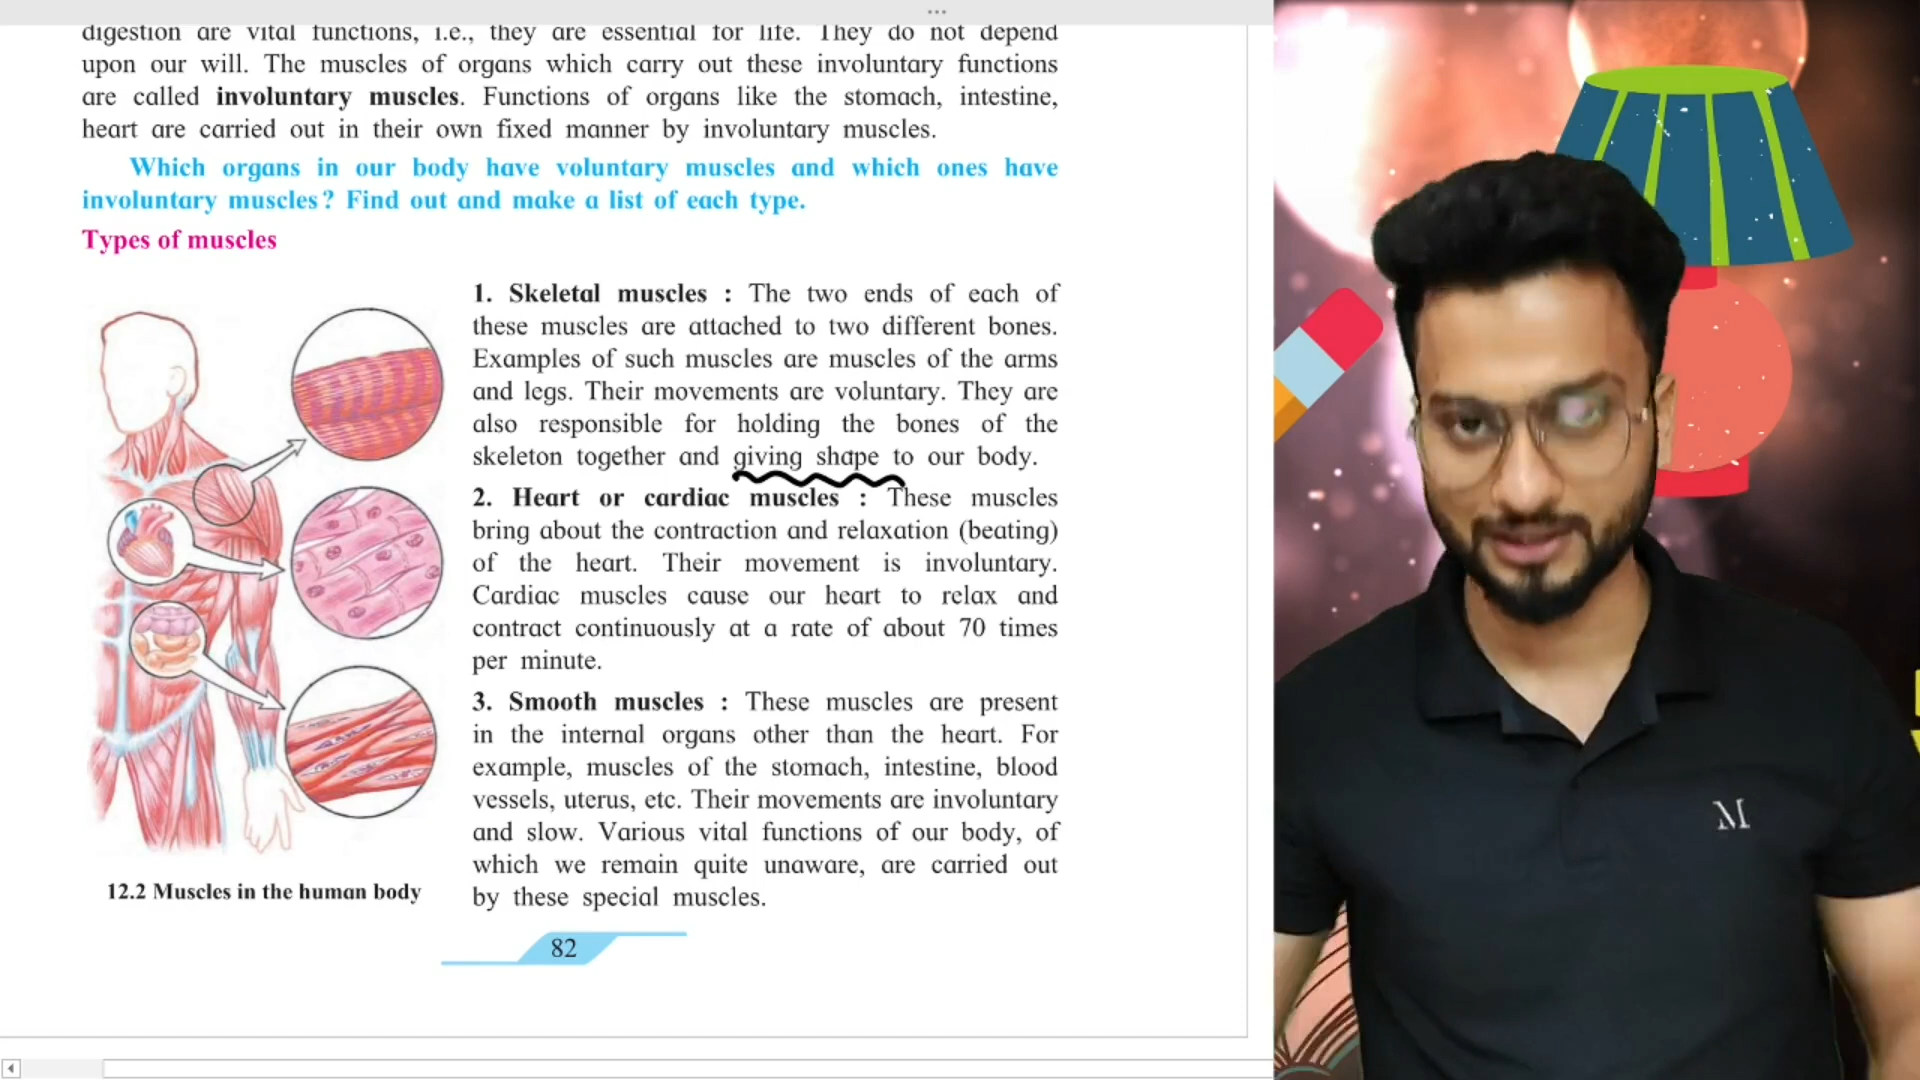 ...
digestion are vital functions, i.e., they are essential for life. They do not depend
upon our will. The muscles of organs which carry out these involuntary functions
are called involuntary muscles. Functions of organs like the stomach, intestine,
heart are carried out in their own fixed manner by involuntary muscles.
Which organs in our body have voluntary muscles and which ones have
involuntary muscles? Find out and make a list of each type.
Types of muscles
1. Skeletal muscles : The two ends of each of
these muscles are attached to two different bones.
Examples of such muscles are muscles of the arms
and legs. Their movements are voluntary. They are
also responsible for holding the bones of the
skeleton together and giving shape to our body.
2. Heart or cardiac muscles : These muscles
bring about the contraction and relaxation (beating)
of the heart. Their movement is involuntary.
Cardiac muscles cause our heart to relax and
contract continuously at a rate of about 70 times
per minute.
3. Smooth muscles : These muscles are present
in the internal organs other than the heart. For
example, muscles of the stomach, intestine, blood
vessels, uterus, etc. Their movements are involuntary
and slow. Various vital functions of our body, of
which we remain quite unaware, are carried out
by these special muscles.
12.2 Muscles in the human body
82
M